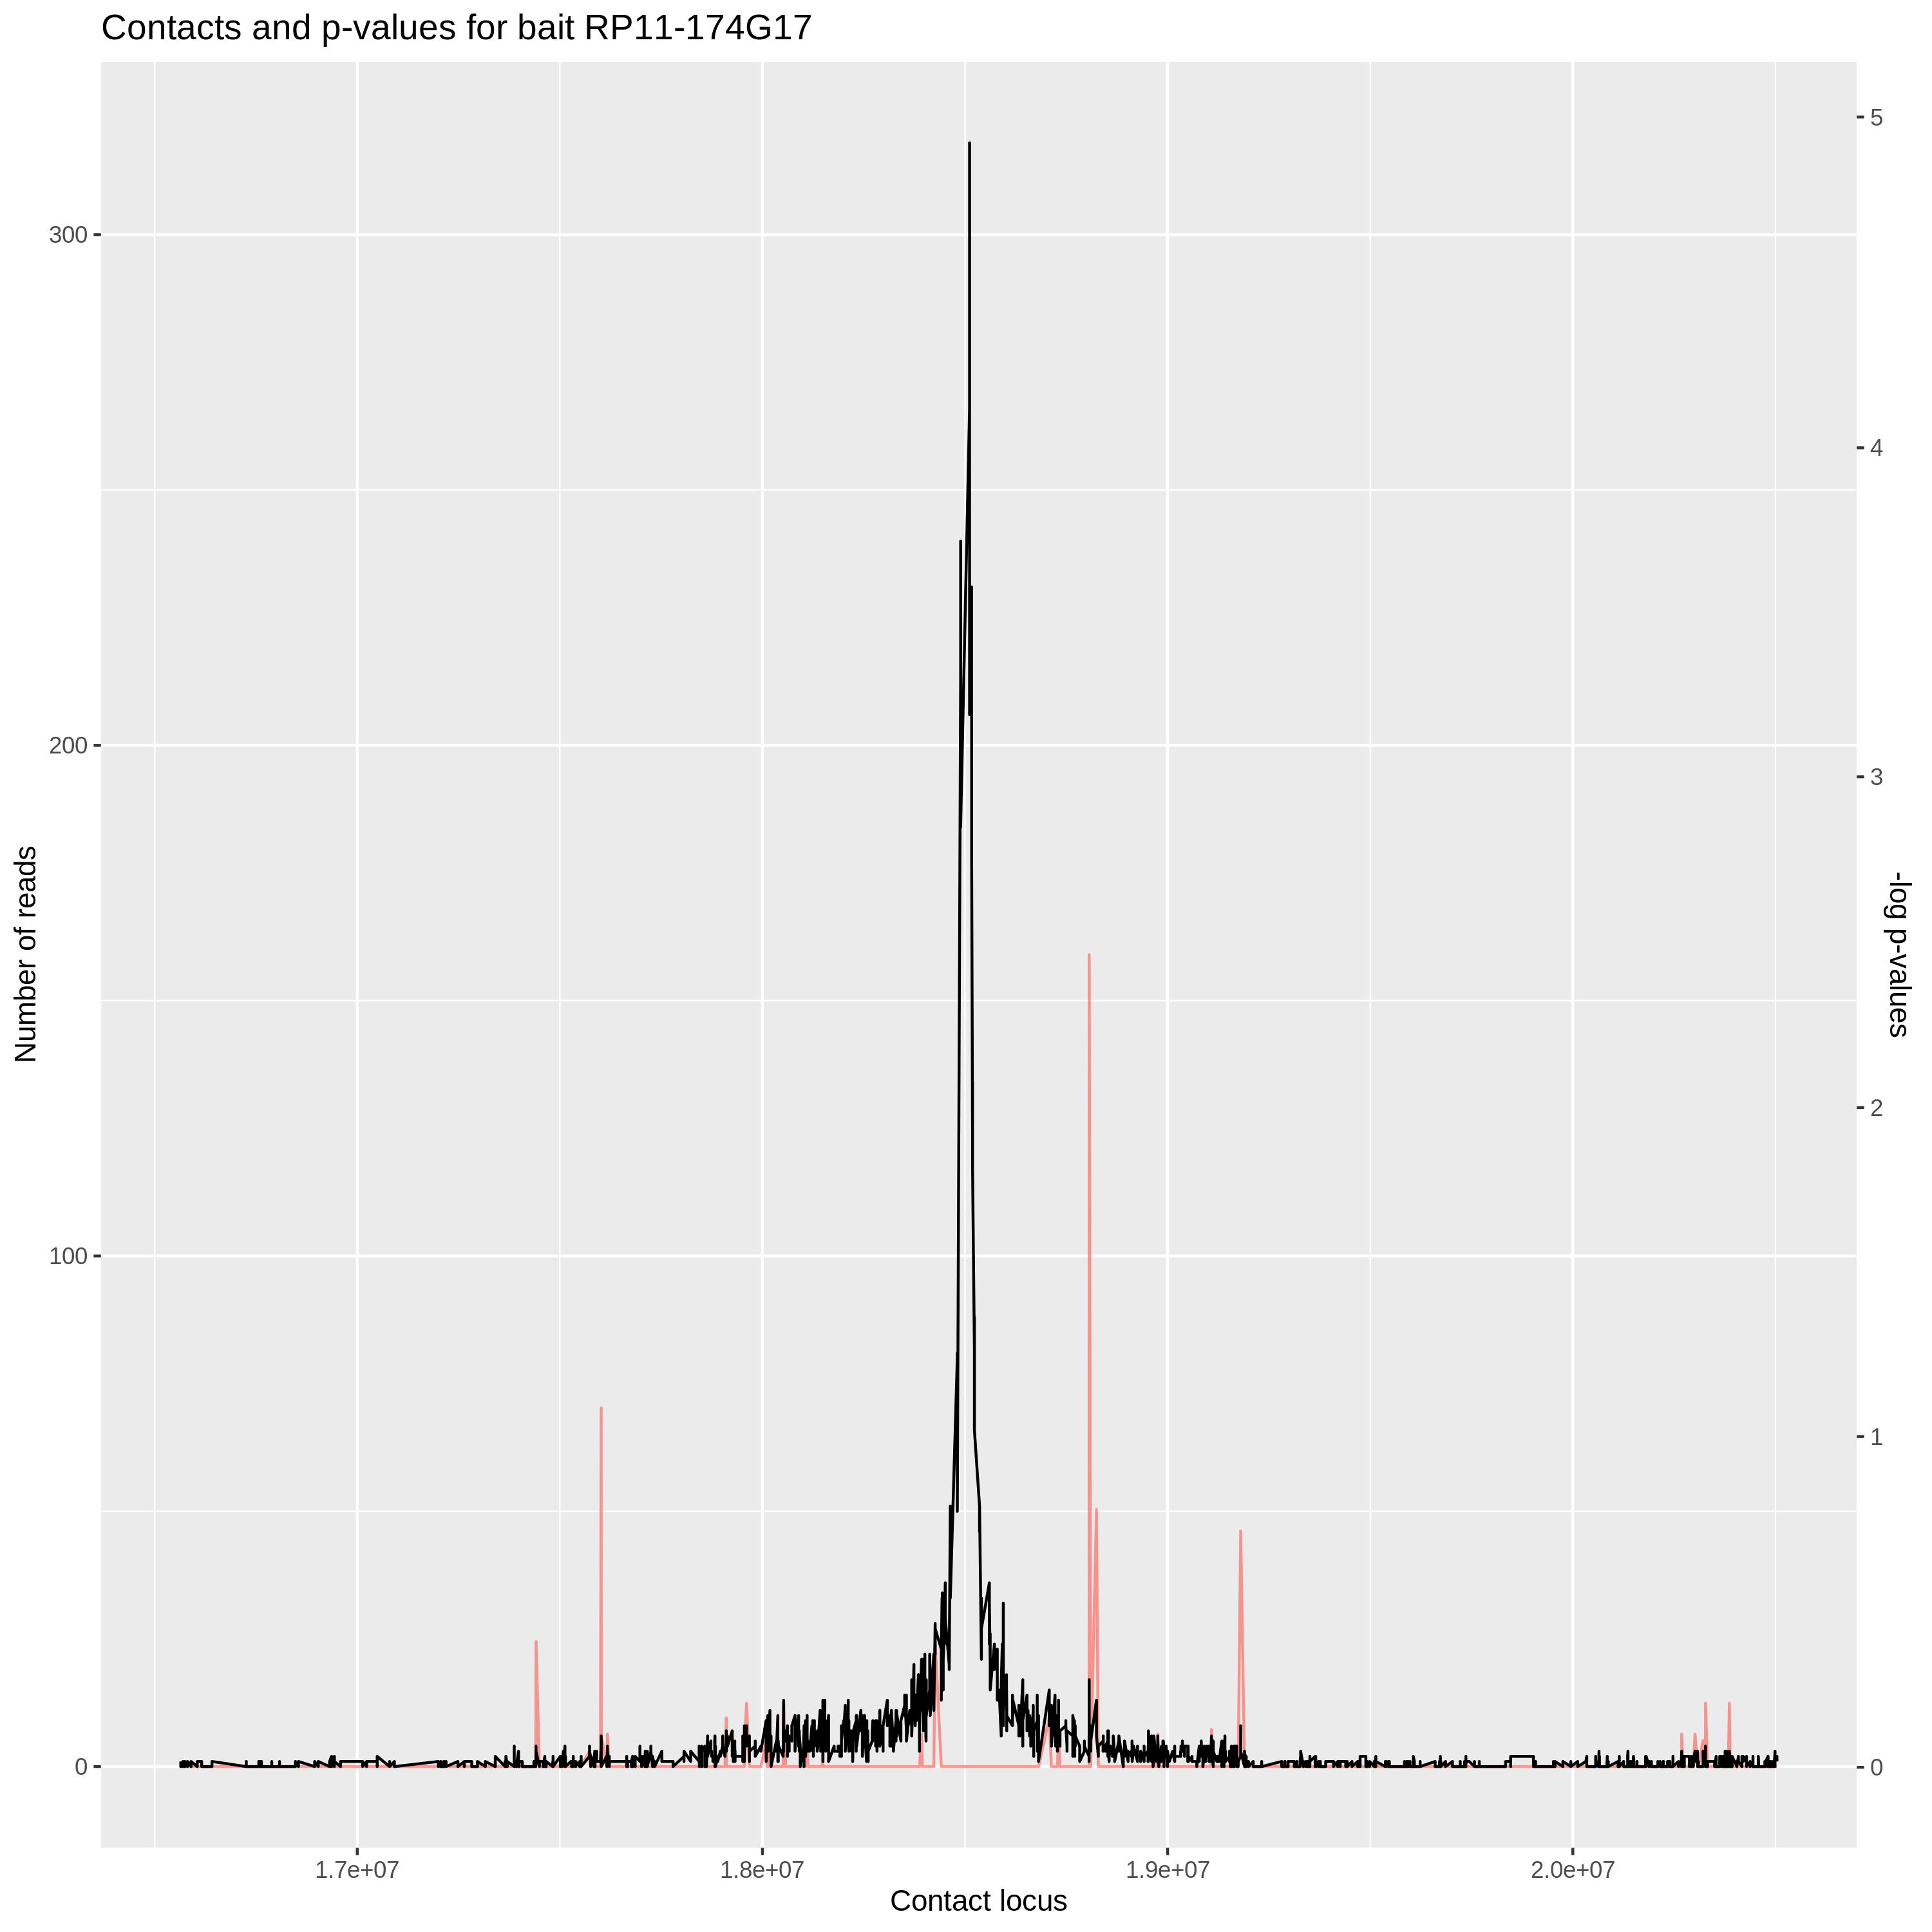 Contacts and p-values for bait RP11-174G17
Number of reads
300
200
100
0
5
4
3
2
1
0
-log p-values
1.7e+07
1.8e+07
1.9e+07
2.0e+07
Contact locus